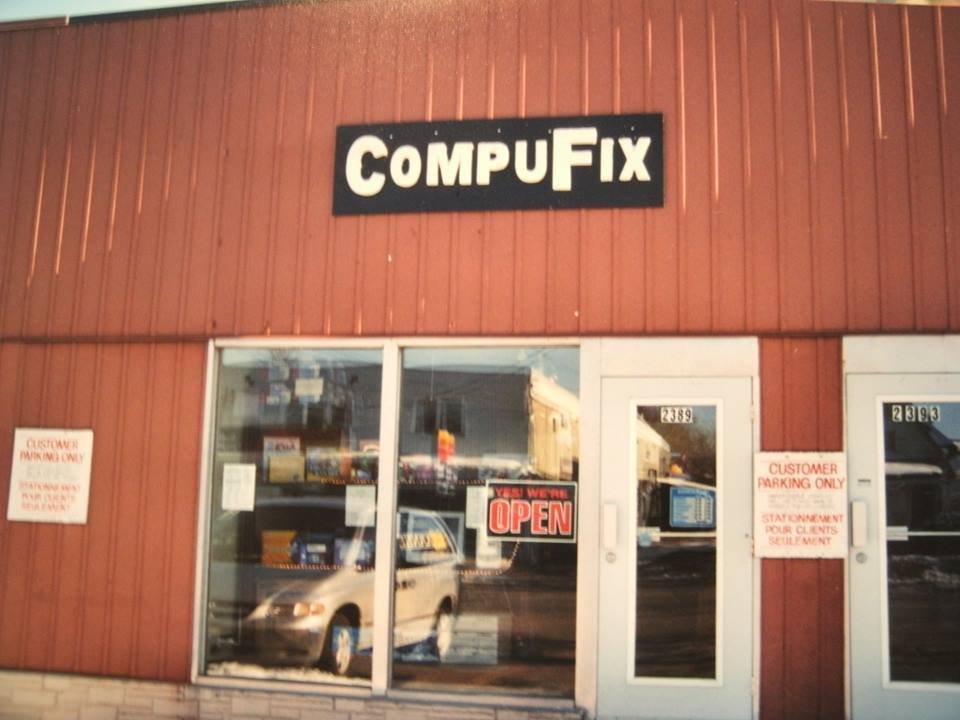 COMPUFIX
2389
2393
CUSTOMER
PARKING ONLY
STATIONNEMENT
POUR CLIENTS
SEULEMENT
YES! WE'RE
OPEN
CUSTOMER
PARKING ONLY
STATIONNEMENT
POUR CLIENTS
SEULEMENT